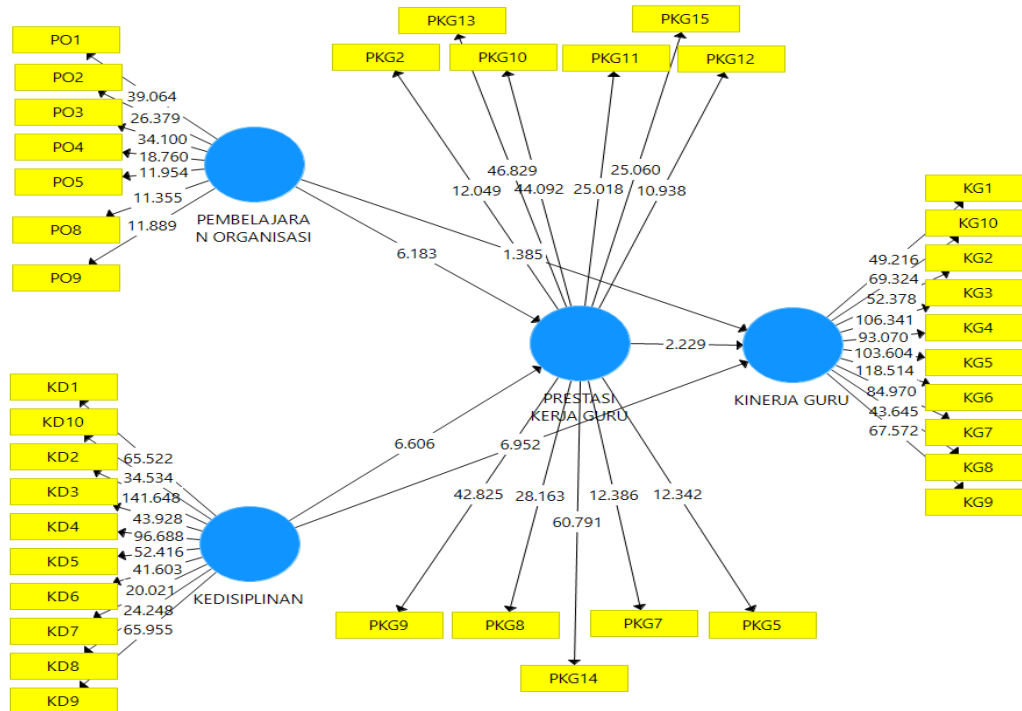 PKG13
PKG15
PO1
PKG2
PKG10
PKG11
PKG12
PO2
39.064
PO3
26.379
PO4
34.100
18.760
PO5
11.954
11.355
PO8
11.889
PO9
PEMBELAJARA
N ORGANISASI
46.829
25.060
12.049
44.092
25.018
10.938
6.183
1.385
KG1
KG10
49.216
KG2
69.324
52.378
KG3
106.341
KG4
93.070
103.604
KG5
118.514
KG6
84.970
43.645
KG7
67.572
KG8
KG9
2.229
PRESTASI
KERJA GURU
KINERJA GURU
KD1
KD10
65.522
KD2
34.534
141.648
KD3
43.928
KD4
96.688
52.416
KD5
41.603
KD6
20.021
24.248
KD7
65.955
KD8
KD9
KEDISIPLINAN
6.606
6.952
42.825
28.163
12.386
12.342
60.791
PKG9
PKG8
PKG7
PKG5
PKG14